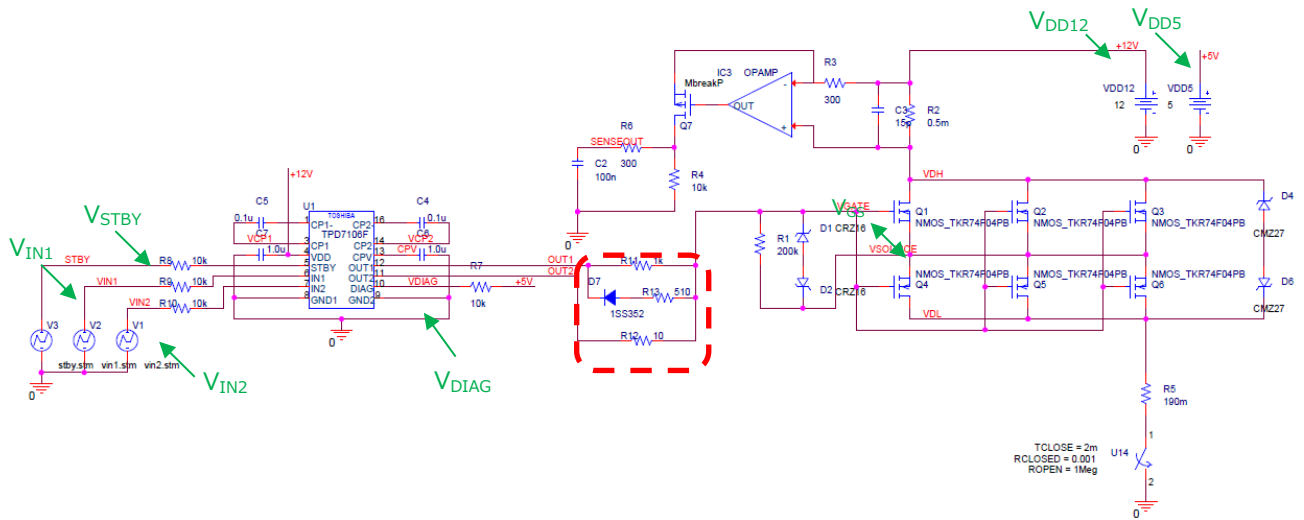 VDD12
VDD5
+12V
+5V
IC3 OPAMP
MbreakP
R3
300
-
+
OUT
C3
15p
R2
0.5m
VDD12
12
VDD5
5
0
0
Q7
R6
SENSEOUT
300
C2
100n
R4
10k
0
VDH
+12V
C5
C4
U1
TOSHIBA
TPD7106F
0.1u
0.1u
C7
C6
1.0u
1.0u
VCP1
VCP2
CPV
1 CP1- CP2- 16
3 CP1 CP2 14
4 VDD CPV 13
5 STBY OUT1 12
6 IN1 OUT2 11
7 IN2 DIAG 10
8 GND1 GND2 9
VSTBY
VIN1
STBY
R8 10k
VIN1
R9 10k
VIN2
R10 10k
VDIAG
R7
10k
+5V
OUT1
OUT2
R11 1k
D7
1SS352
R13 510
R12 10
VGATE
VGS
R1
200k
D1 CRZ16
D2 CRZ16
VSOURCE
Q1
NMOS_TKR74F04PB
Q2
NMOS_TKR74F04PB
Q3
NMOS_TKR74F04PB
D4
CMZ27
NMOS_TKR74F04PB
Q4
NMOS_TKR74F04PB
Q5
NMOS_TKR74F04PB
Q6
D6
CMZ27
VDL
V3
V2
V1
stby.stm
vin1.stm
vin2.stm
0
0
VIN2
VDIAG
R5
190m
TCLOSE = 2m
RCLOSED = 0.001
ROPEN = 1Meg
U14
1
2
0